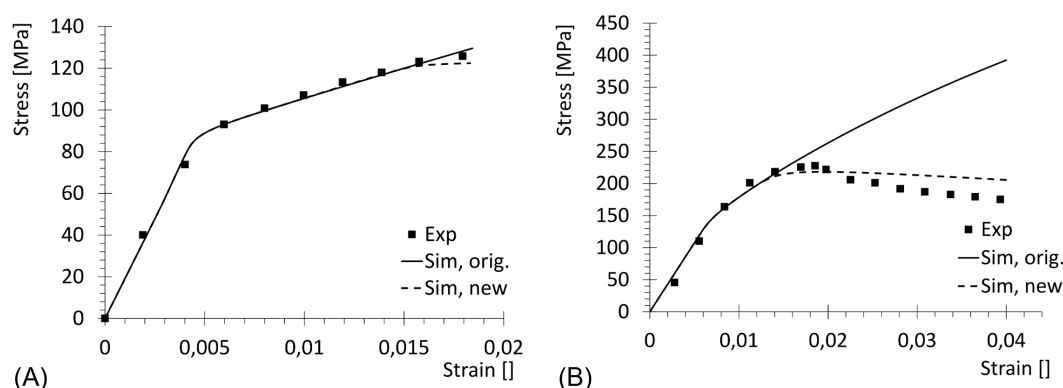 140
120
100
80
60
40
20
0
Stress [MPa]
Exp
Sim, orig.
Sim, new
0 0,005 0,01 0,015 0,02
Strain []
(A)
450
400
350
300
250
200
150
100
50
0
Stress [MPa]
Exp
Sim, orig.
Sim, new
0 0,01 0,02 0,03 0,04
Strain []
(B)